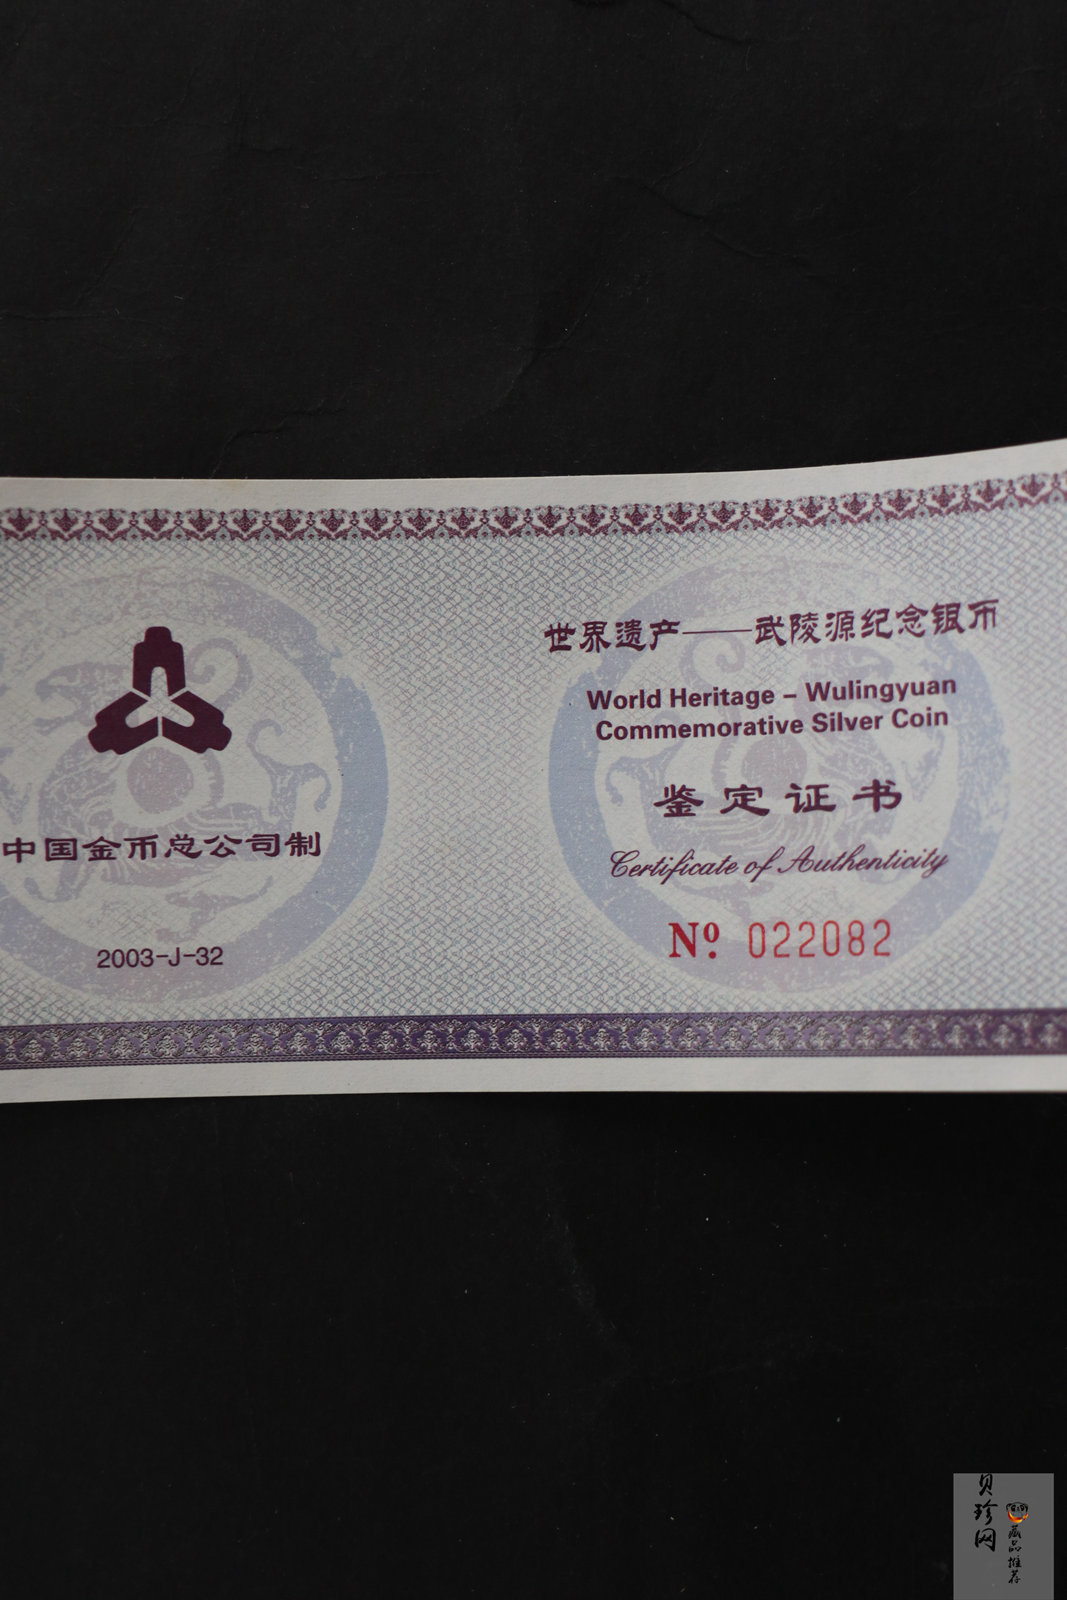 中国金币总公司制
2003-J-32
世界遗产——武陵源纪念银币
World Heritage – Wulingyuan
Commemorative Silver Coin
鉴定证书
Certificate of Authenticity
Nº 022082
贝珍网
藏品推荐